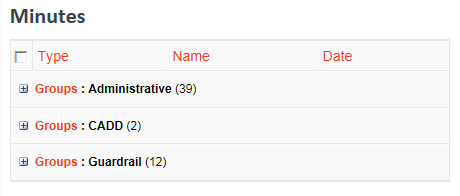 Minutes
Type Name Date
Groups : Administrative (39)
Groups : CADD (2)
Groups : Guardrail (12)